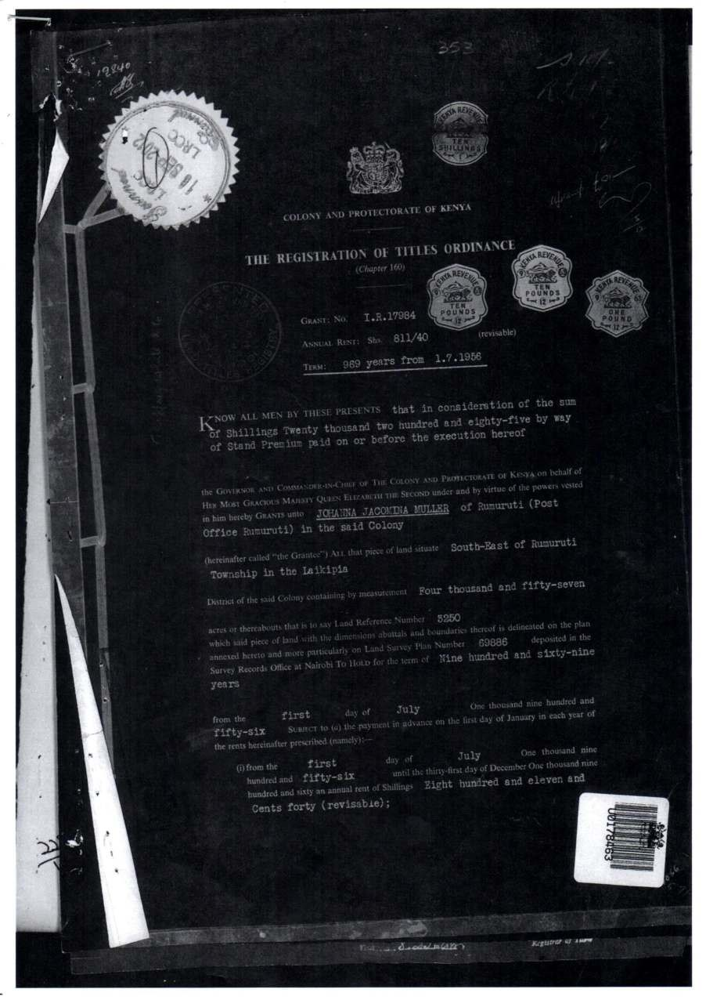 353
19840
Scanned
LRCC
18 SEP 2012
LRCC
Scanned
KENYA REVENUE
TEN
SHILLINGS
COLONY AND PROTECTORATE OF KENYA
THE REGISTRATION OF TITLES ORDINANCE
(Chapter 160)
KENYA REVENUE
TEN
POUNDS
12
KENYA REVENUE
TEN
POUNDS
12
KENYA REVENUE
9 63
ONE
POUND
12
GRANT: No. I.R.17984
ANNUAL RENT: Shs. 811/40 (revisable)
TERM: 969 years from 1.7.1956
KNOW ALL MEN BY THESE PRESENTS that in consideration of the sum
of Shillings Twenty thousand two hundred and eighty-five by way
of Stand Premium paid on or before the execution hereof
the GOVERNOR AND COMMANDER-IN-CHIEF OF THE COLONY AND PROTECTORATE OF KENYA on behalf of
HER MOST GRACIOUS MAJESTY QUEEN ELIZABETH THE SECOND under and by virtue of the powers vested
in him hereby GRANTS unto JOHANNA JACOMINA MULLER of Rumuruti (Post
Office Rumuruti) in the said Colony
(hereinafter called "the Grantee") ALL that piece of land situate South-East of Rumuruti
Township in the Laikipia
District of the said Colony containing by measurement Four thousand and fifty-seven
acres or thereabouts that is to say Land Reference Number 3250
which said piece of land with the dimensions abuttals and boundaries thereof is delineated on the plan
annexed hereto and more particularly on Land Survey Plan Number 69886 deposited in the
Survey Records Office at Nairobi TO HOLD for the term of Nine hundred and sixty-nine
years
from the first day of July One thousand nine hundred and
fifty-six SUBJECT to (a) the payment in advance on the first day of January in each year of
the rents hereinafter prescribed (namely):—
(i) from the first day of July One thousand nine
hundred and fifty-six until the thirty-first day of December One thousand nine
hundred and sixty an annual rent of Shillings Eight hundred and eleven and
Cents forty (revisable);
U0178463
Registrar of Titles